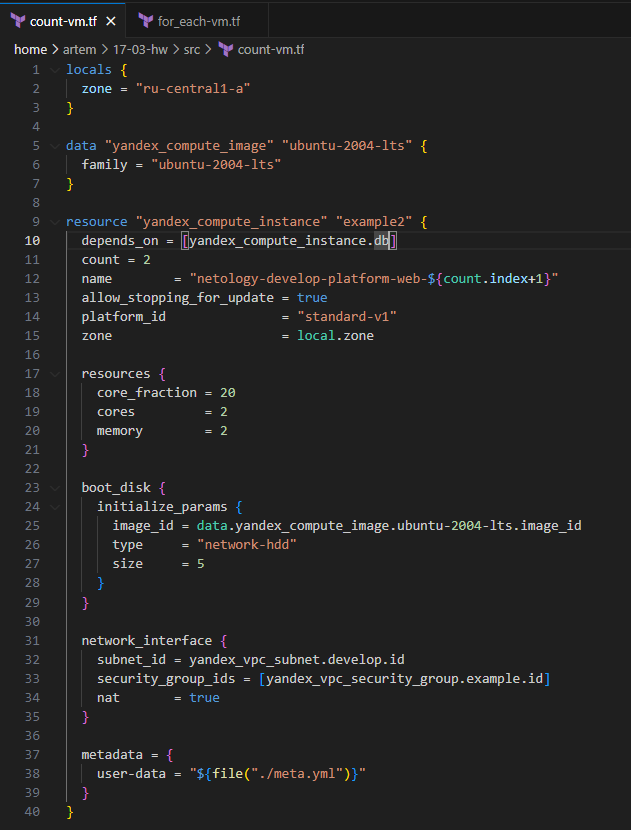 count-vm.tf for_each-vm.tf
home > artem > 17-03-hw > src > count-vm.tf
1 locals {
2 zone = "ru-central1-a"
3 }
4
5 data "yandex_compute_image" "ubuntu-2004-lts" {
6 family = "ubuntu-2004-lts"
7 }
8
9 resource "yandex_compute_instance" "example2" {
10 depends_on = [yandex_compute_instance.db]
11 count = 2
12 name        = "netology-develop-platform-web-${count.index+1}"
13 allow_stopping_for_update = true
14 platform_id               = "standard-v1"
15 zone                      = local.zone
16
17 resources {
18 core_fraction = 20
19 cores         = 2
20 memory        = 2
21 }
22
23 boot_disk {
24 initialize_params {
25 image_id = data.yandex_compute_image.ubuntu-2004-lts.image_id
26 type     = "network-hdd"
27 size     = 5
28 }
29 }
30
31 network_interface {
32 subnet_id = yandex_vpc_subnet.develop.id
33 security_group_ids = [yandex_vpc_security_group.example.id]
34 nat       = true
35 }
36
37 metadata = {
38 user-data = "${file("./meta.yml")}"
39 }
40 }